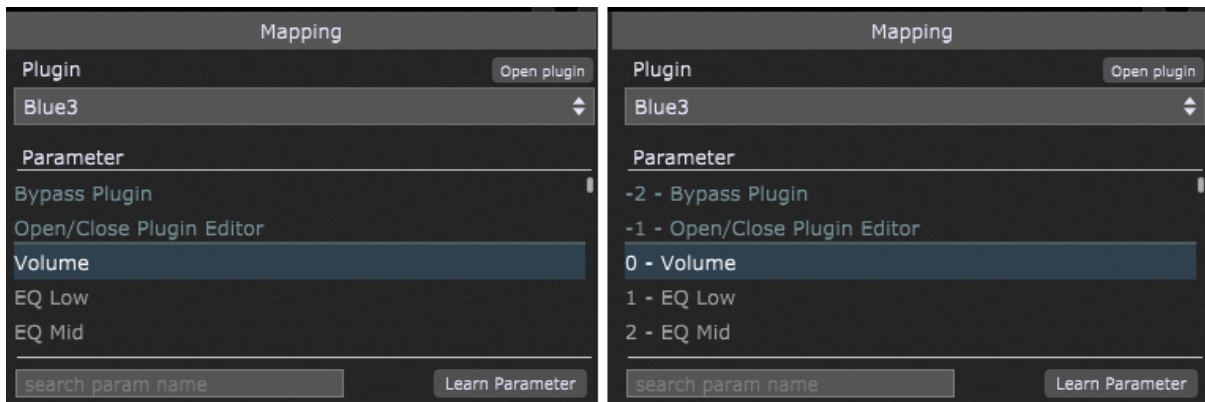 Mapping
Plugin
Open plugin
Blue3
Parameter
Bypass Plugin
Open/Close Plugin Editor
Volume
EQ Low
EQ Mid
search param name
Learn Parameter
Mapping
Plugin
Open plugin
Blue3
Parameter
-2 - Bypass Plugin
-1 - Open/Close Plugin Editor
0 - Volume
1 - EQ Low
2 - EQ Mid
search param name
Learn Parameter